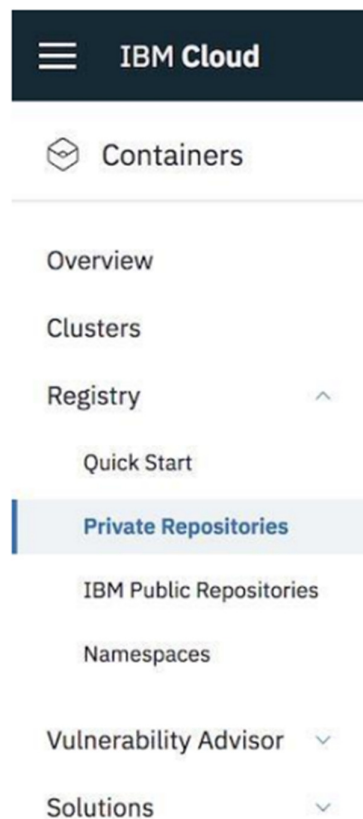 IBM Cloud
Containers
Overview
Clusters
Registry
Quick Start
Private Repositories
IBM Public Repositories
Namespaces
Vulnerability Advisor
Solutions